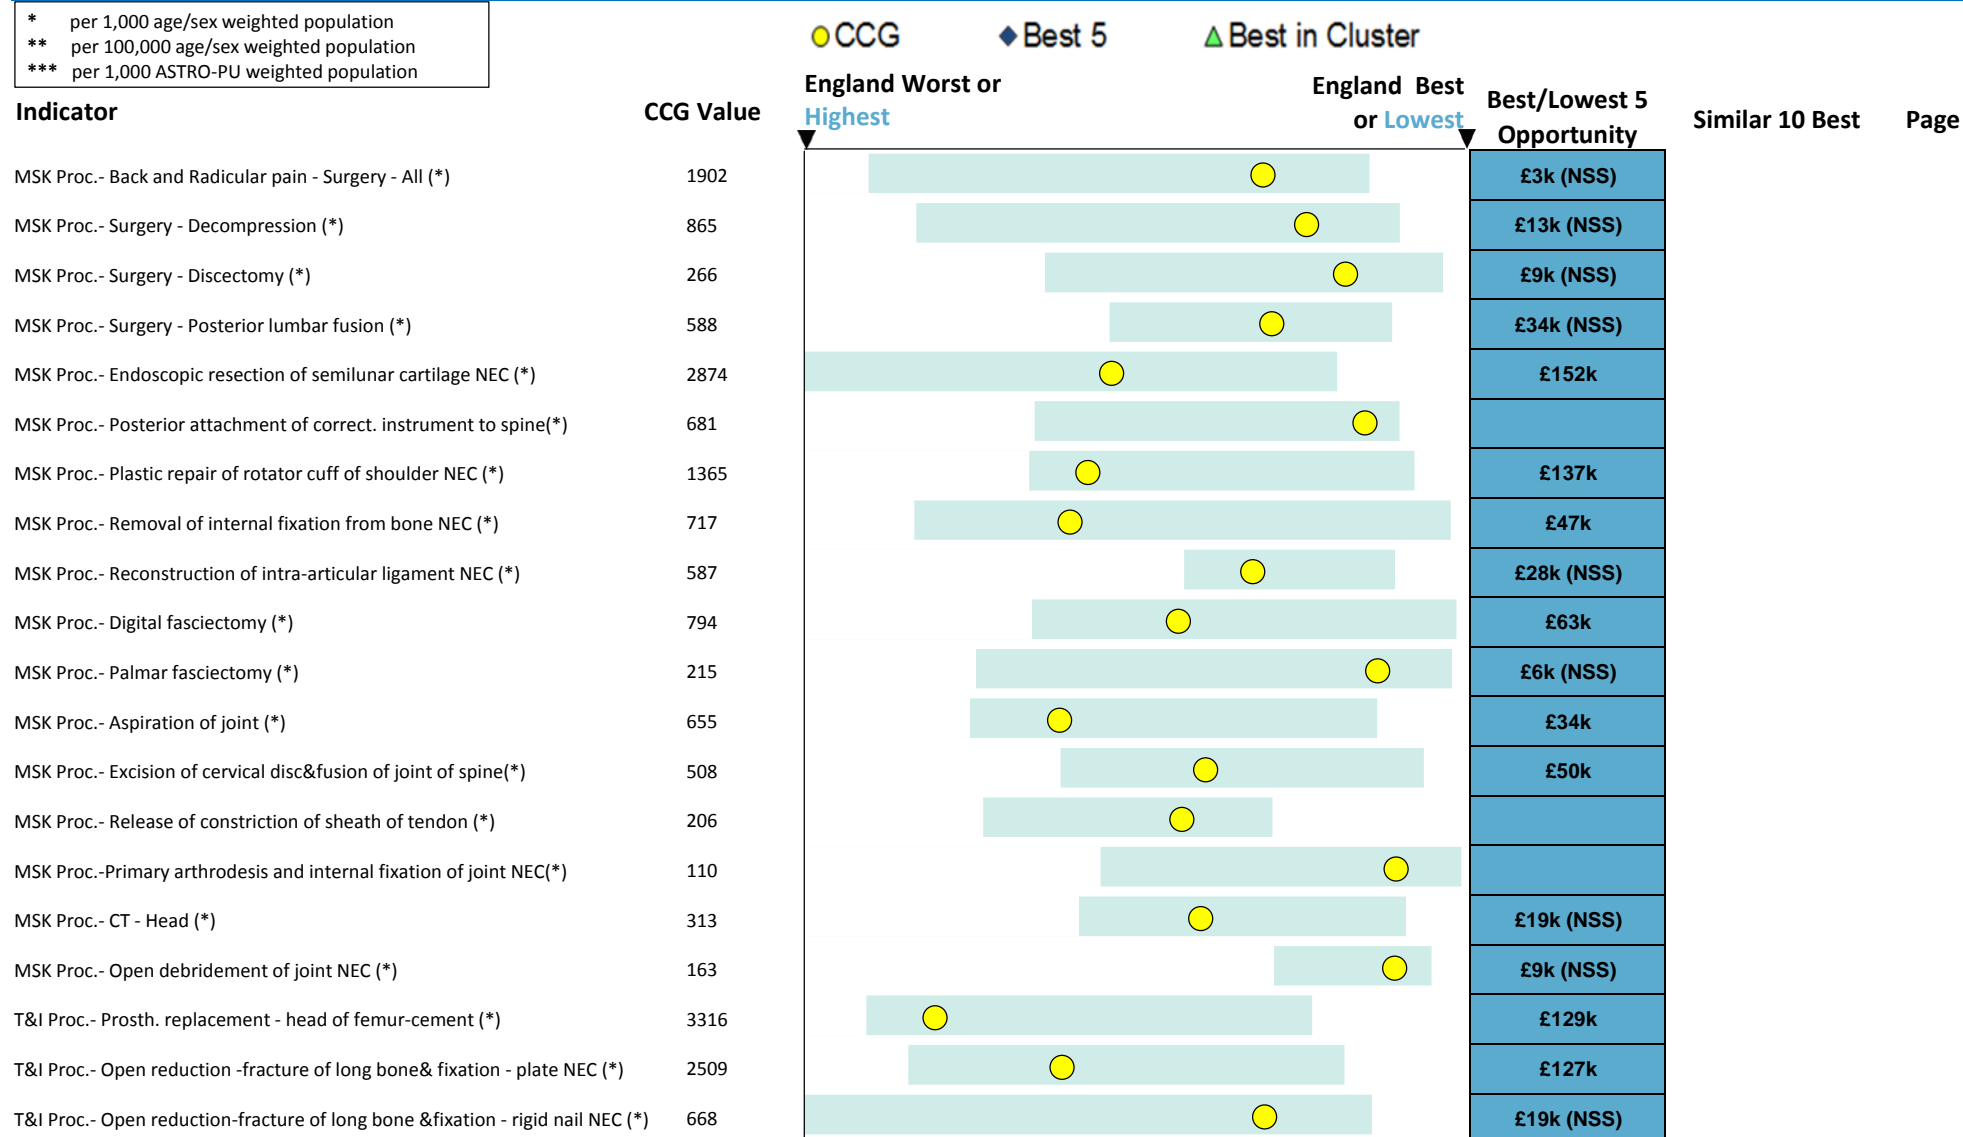 * per 1,000 age/sex weighted population
** per 100,000 age/sex weighted population
*** per 1,000 ASTRO-PU weighted population
CCG Best 5 Best in Cluster
Indicator CCG Value England Worst or Highest England Best or Lowest Best/Lowest 5 Opportunity Similar 10 Best Page
MSK Proc.- Back and Radicular pain - Surgery - All (*) 1902 £3k (NSS)
MSK Proc.- Surgery - Decompression (*) 865 £13k (NSS)
MSK Proc.- Surgery - Discectomy (*) 266 £9k (NSS)
MSK Proc.- Surgery - Posterior lumbar fusion (*) 588 £34k (NSS)
MSK Proc.- Endoscopic resection of semilunar cartilage NEC (*) 2874 £152k
MSK Proc.- Posterior attachment of correct. instrument to spine(*) 681
MSK Proc.- Plastic repair of rotator cuff of shoulder NEC (*) 1365 £137k
MSK Proc.- Removal of internal fixation from bone NEC (*) 717 £47k
MSK Proc.- Reconstruction of intra-articular ligament NEC (*) 587 £28k (NSS)
MSK Proc.- Digital fasciectomy (*) 794 £63k
MSK Proc.- Palmar fasciectomy (*) 215 £6k (NSS)
MSK Proc.- Aspiration of joint (*) 655 £34k
MSK Proc.- Excision of cervical disc&fusion of joint of spine(*) 508 £50k
MSK Proc.- Release of constriction of sheath of tendon (*) 206
MSK Proc.-Primary arthrodesis and internal fixation of joint NEC(*) 110
MSK Proc.- CT - Head (*) 313 £19k (NSS)
MSK Proc.- Open debridement of joint NEC (*) 163 £9k (NSS)
T&I Proc.- Prosth. replacement - head of femur-cement (*) 3316 £129k
T&I Proc.- Open reduction -fracture of long bone& fixation - plate NEC (*) 2509 £127k
T&I Proc.- Open reduction-fracture of long bone &fixation - rigid nail NEC (*) 668 £19k (NSS)